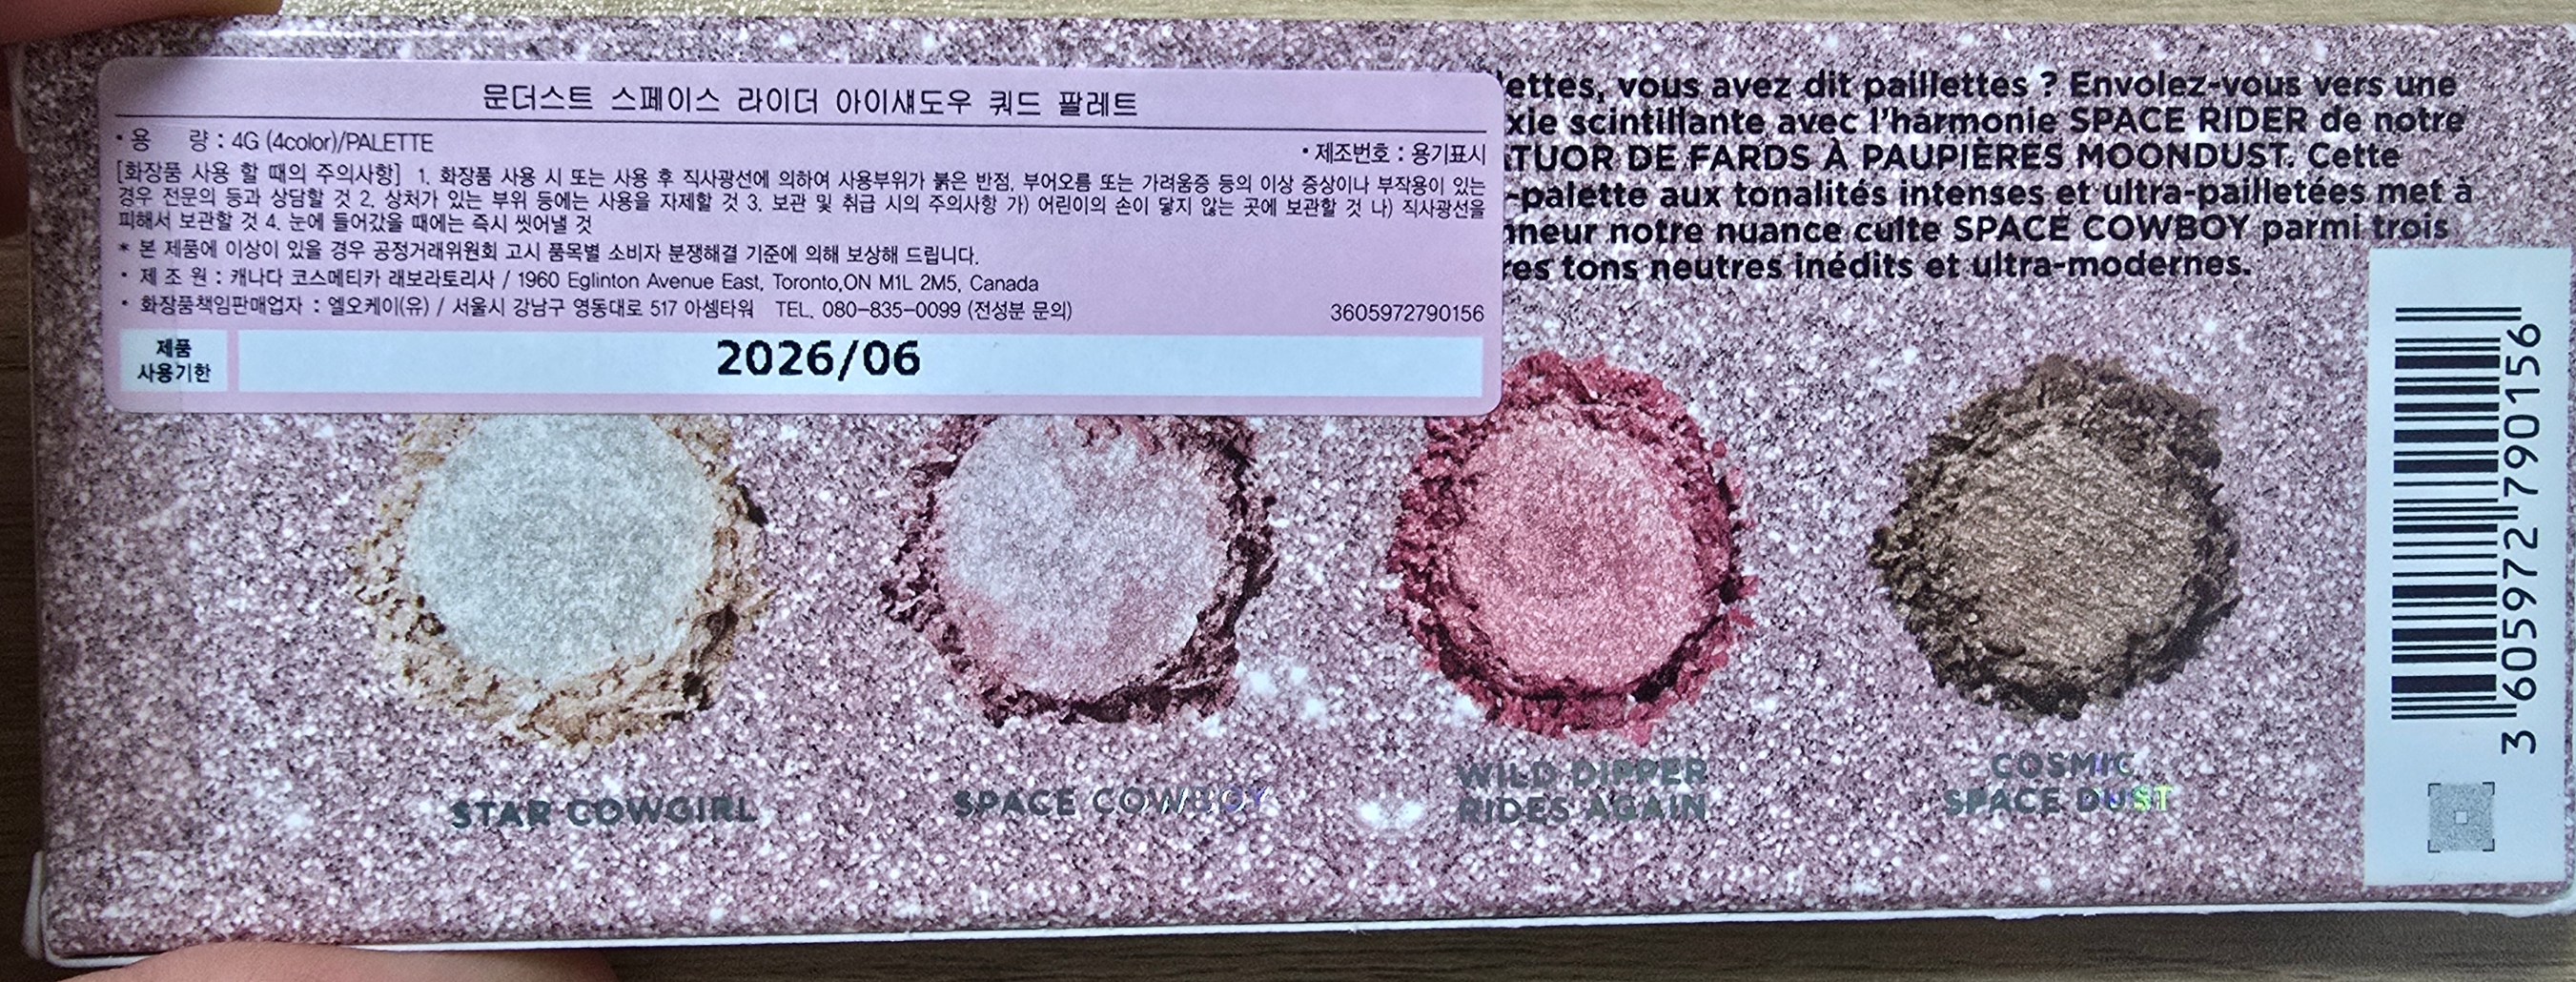 문더스트 스페이스 라이더 아이섀도우 쿼드 팔레트
• 용 량 : 4G (4color)/PALETTE
• 제조번호 : 용기표시
[화장품 사용 할 때의 주의사항] 1. 화장품 사용 시 또는 사용 후 직사광선에 의하여 사용부위가 붉은 반점, 부어오름 또는 가려움증 등의 이상 증상이나 부작용이 있는
경우 전문의 등과 상담할 것 2. 상처가 있는 부위 등에는 사용을 자제할 것 3. 보관 및 취급 시의 주의사항 가) 어린이의 손이 닿지 않는 곳에 보관할 것 나) 직사광선을
피해서 보관할 것 4. 눈에 들어갔을 때에는 즉시 씻어낼 것
* 본 제품에 이상이 있을 경우 공정거래위원회 고시 품목별 소비자 분쟁해결 기준에 의해 보상해 드립니다.
• 제 조 원 : 캐나다 코스메티카 래보라토리사 / 1960 Eglinton Avenue East, Toronto,ON M1L 2M5, Canada
• 화장품책임판매업자 : 엘오케이(유) / 서울시 강남구 영동대로 517 아셈타워 TEL. 080-835-0099 (전성분 문의)
3605972790156
제품
사용기한
2026/06
ettes, vous avez dit paillettes ? Envolez-vous vers une
xie scintillante avec l'harmonie SPACE RIDER de notre
TUOR DE FARDS À PAUPIÈRES MOONDUST. Cette
-palette aux tonalités intenses et ultra-pailletées met à
nneur notre nuance culte SPACE COWBOY parmi trois
res tons neutres inédits et ultra-modernes.
STAR COWGIRL
SPACE COWBOY
WILD DIPPER
RIDES AGAIN
COSMIC
SPACE DUST
3 605972 790156